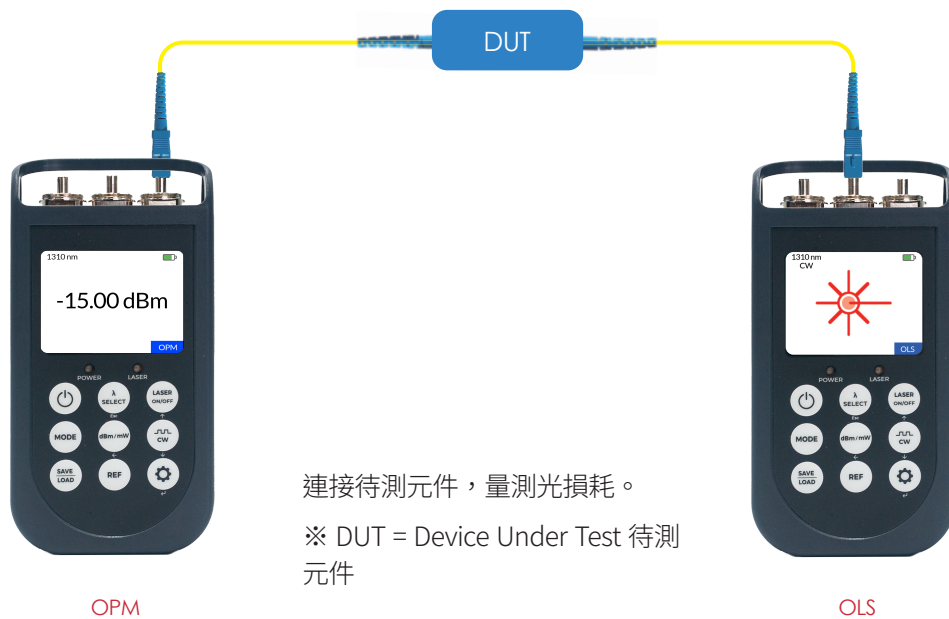 DUT
1310 nm
-15.00 dBm
OPM
POWER
LASER
λ
SELECT
Esc
LASER
ON/OFF
MODE
dBm/mW
CW
SAVE
LOAD
REF
1310 nm
CW
OLS
POWER
LASER
λ
SELECT
Esc
LASER
ON/OFF
MODE
dBm/mW
CW
SAVE
LOAD
REF
連接待測元件，量測光損耗。
※ DUT = Device Under Test 待測
元件
OPM
OLS